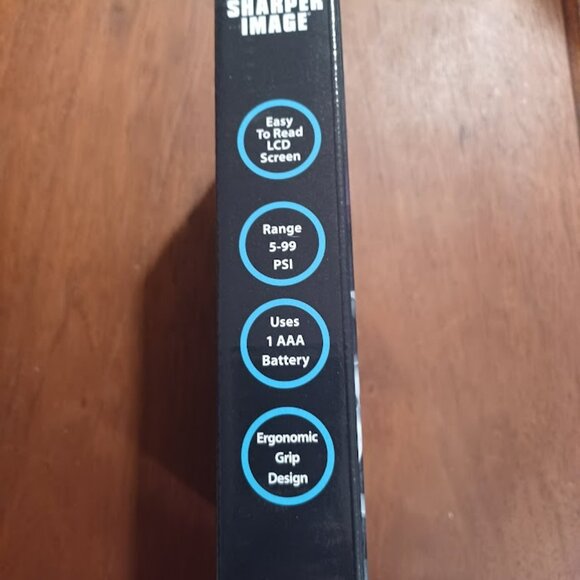 SHARPER
IMAGE
Easy
To Read
LCD
Screen
Range
5-99
PSI
Uses
1 AAA
Battery
Ergonomic
Grip
Design